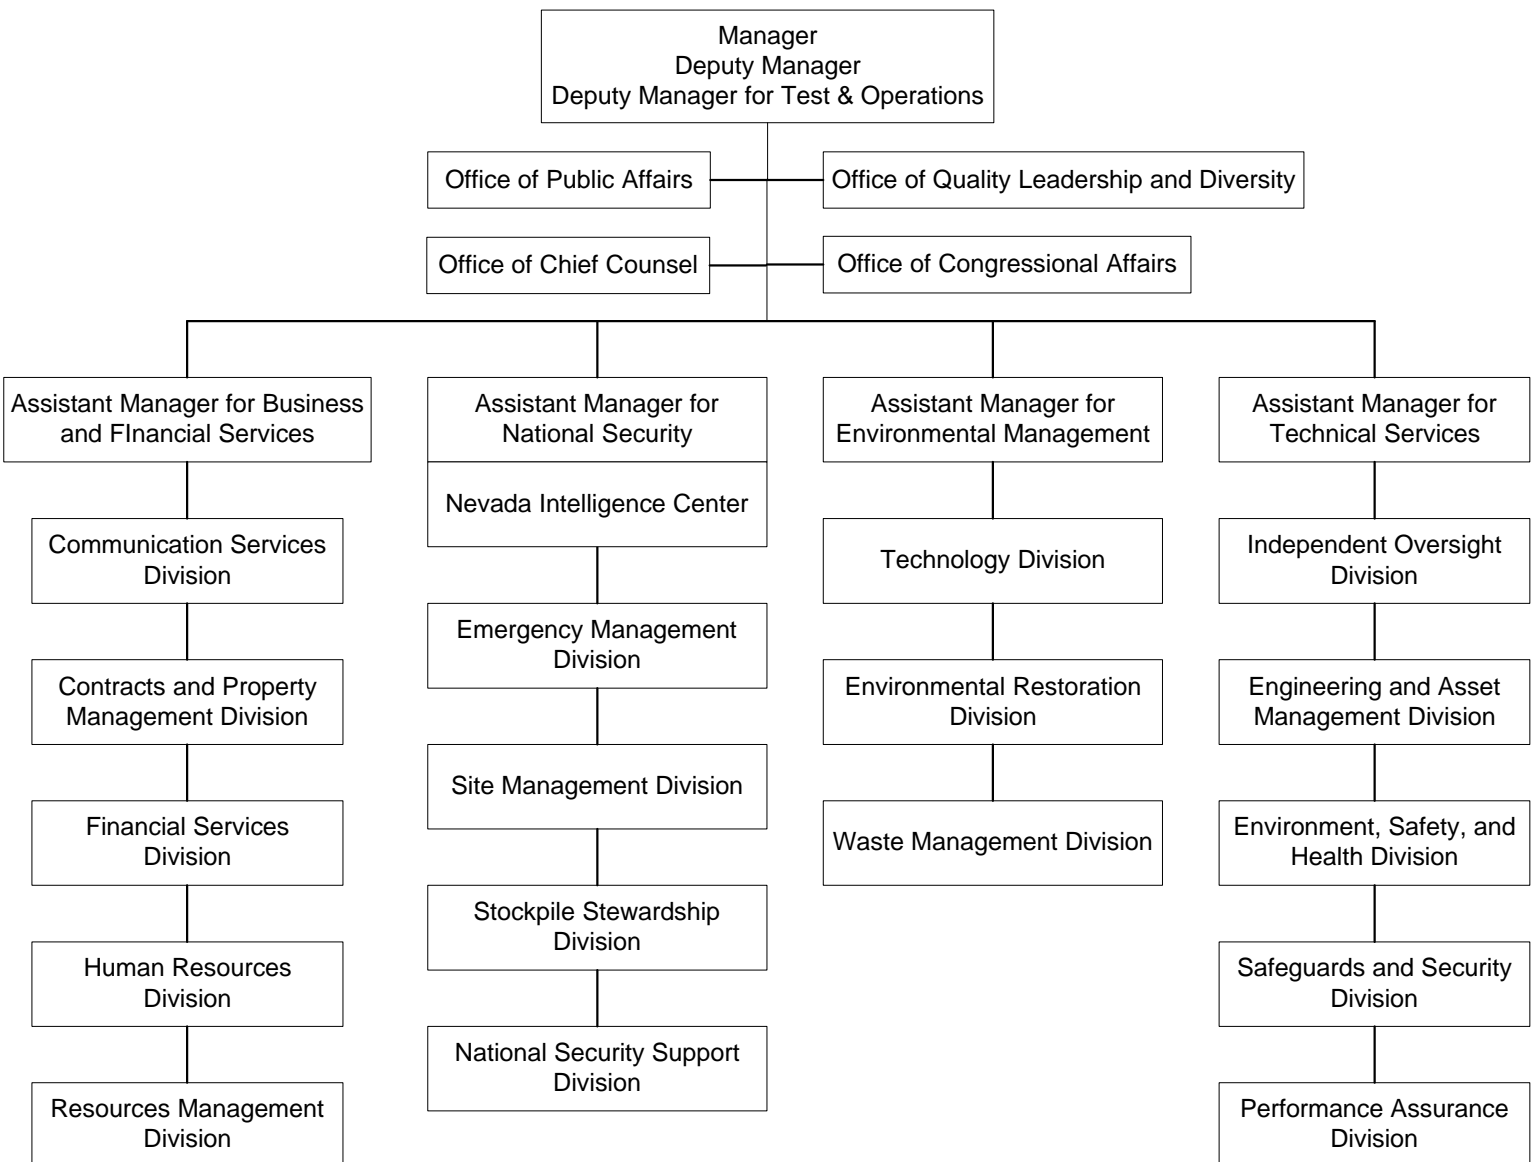 Manager
Deputy Manager
Deputy Manager for Test & Operations
Office of Public Affairs
Office of Quality Leadership and Diversity
Office of Chief Counsel
Office of Congressional Affairs
Assistant Manager for Business
and FInancial Services
Communication Services
Division
Contracts and Property
Management Division
Financial Services
Division
Human Resources
Division
Resources Management
Division
Assistant Manager for
National Security
Nevada Intelligence Center
Emergency Management
Division
Site Management Division
Stockpile Stewardship
Division
National Security Support
Division
Assistant Manager for
Environmental Management
Technology Division
Environmental Restoration
Division
Waste Management Division
Assistant Manager for
Technical Services
Independent Oversight
Division
Engineering and Asset
Management Division
Environment, Safety, and
Health Division
Safeguards and Security
Division
Performance Assurance
Division